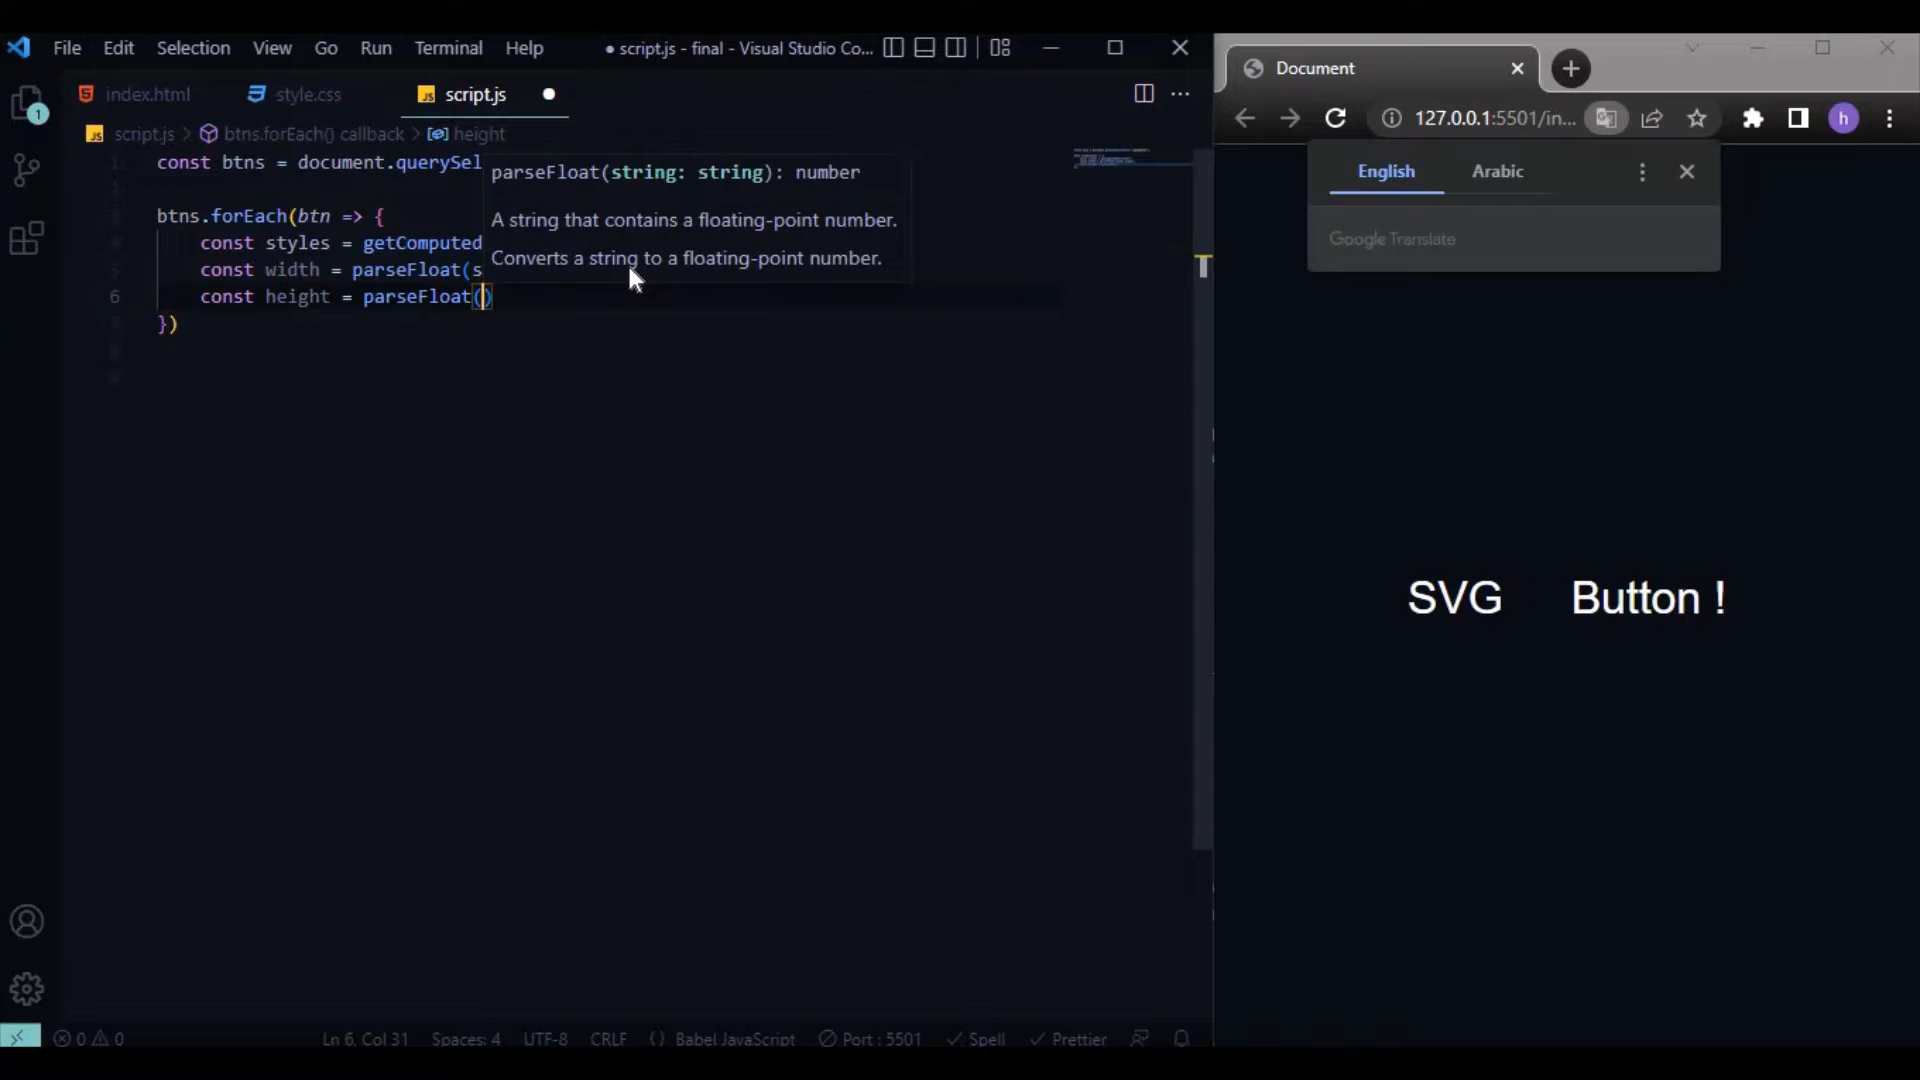 File Edit Selection View Go Run Terminal Help ● script.js - final - Visual Studio Co...
index.html style.css JS script.js
JS script.js > btns.forEach() callback > height
const btns = document.querySel
btns.forEach(btn => {
const styles = getComputed
const width = parseFloat(s
6 const height = parseFloat()
})
parseFloat(string: string): number
A string that contains a floating-point number.
Converts a string to a floating-point number.
1
0 0
Ln 6, Col 31 Spaces: 4 UTF-8 CRLF {} Babel JavaScript Port : 5501 Spell Prettier
Document
127.0.0.1:5501/in... h
English Arabic
Google Translate
SVG Button !